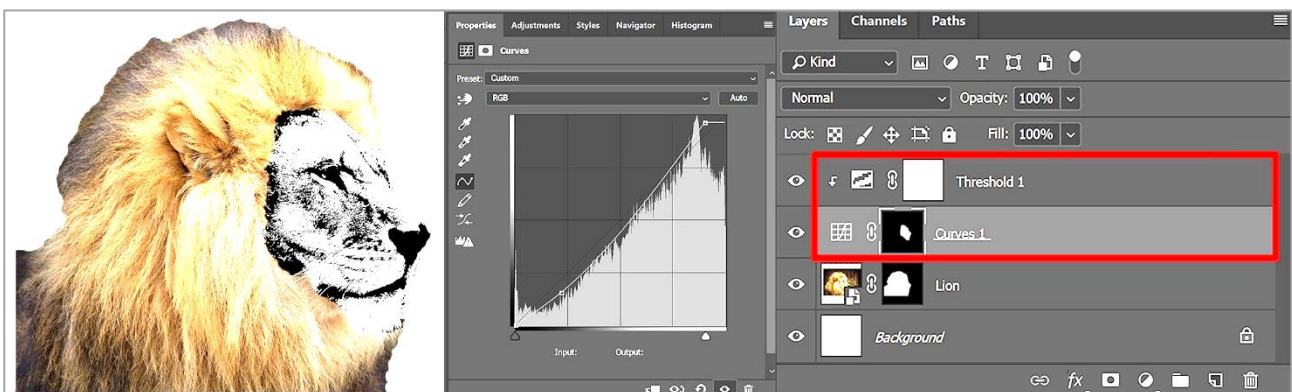 Properties Adjustments Styles Navigator Histogram
Curves
Preset: Custom
RGB Auto
Input: Output:
Layers Channels Paths
Kind
Normal Opacity: 100%
Lock: Fill: 100%
Threshold 1
Curves 1
Lion
Background
fx